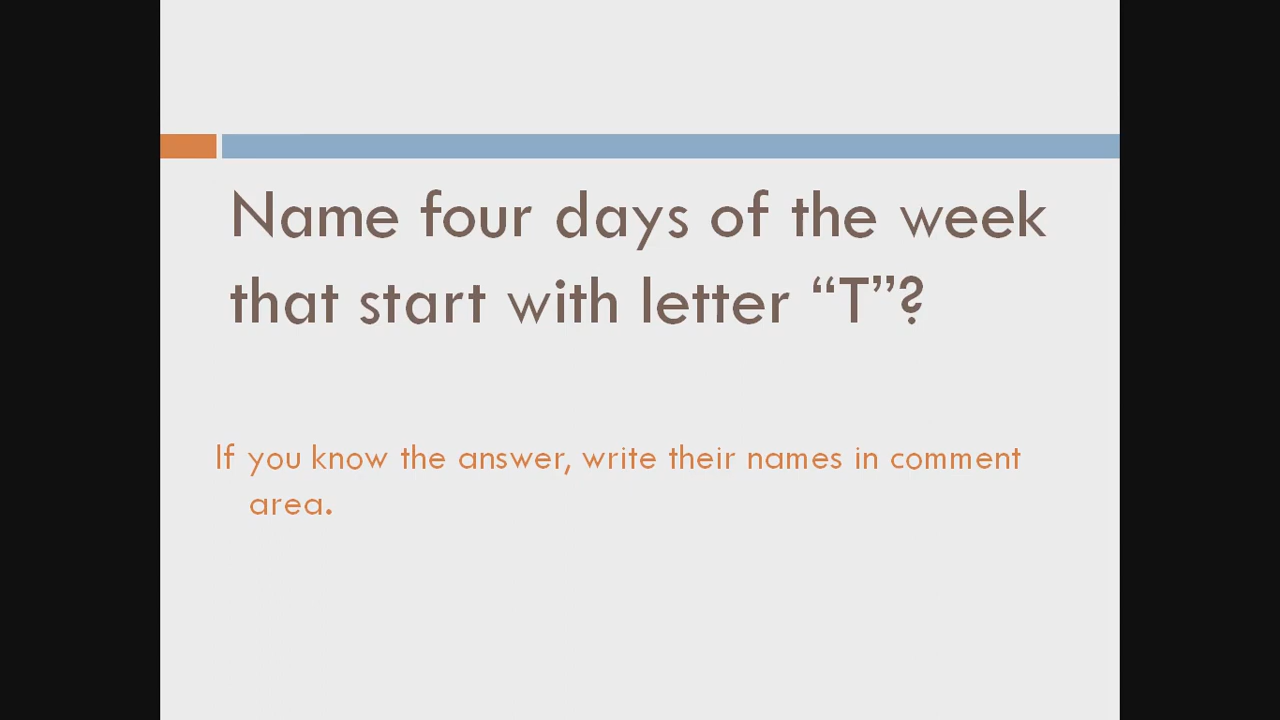 Name four days of the week
that start with letter “T”?
If you know the answer, write their names in comment
area.